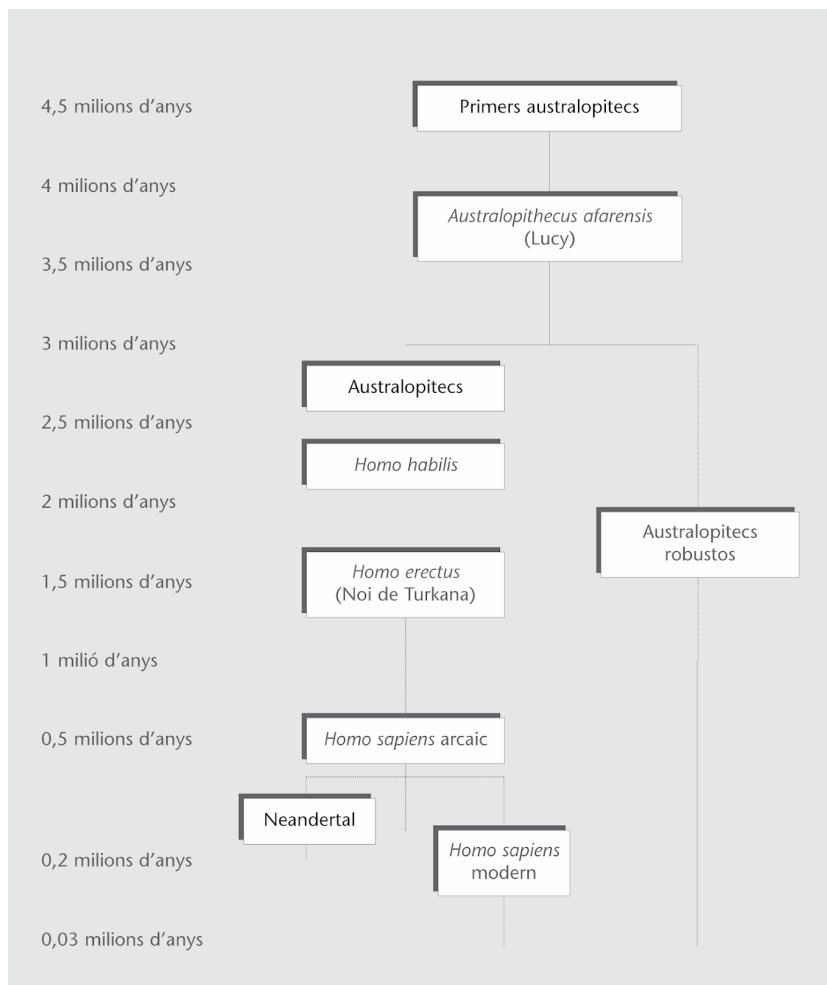 4,5 milions d’anys
Primers australopitecs
4 milions d’anys
Australopithecus afarensis
(Lucy)
3,5 milions d’anys
3 milions d’anys
Australopitecs
2,5 milions d’anys
Homo habilis
2 milions d’anys
Australopitecs
robustos
1,5 milions d’anys
Homo erectus
(Noi de Turkana)
1 milió d’anys
0,5 milions d’anys
Homo sapiens arcaic
Neandertal
0,2 milions d’anys
Homo sapiens
modern
0,03 milions d’anys